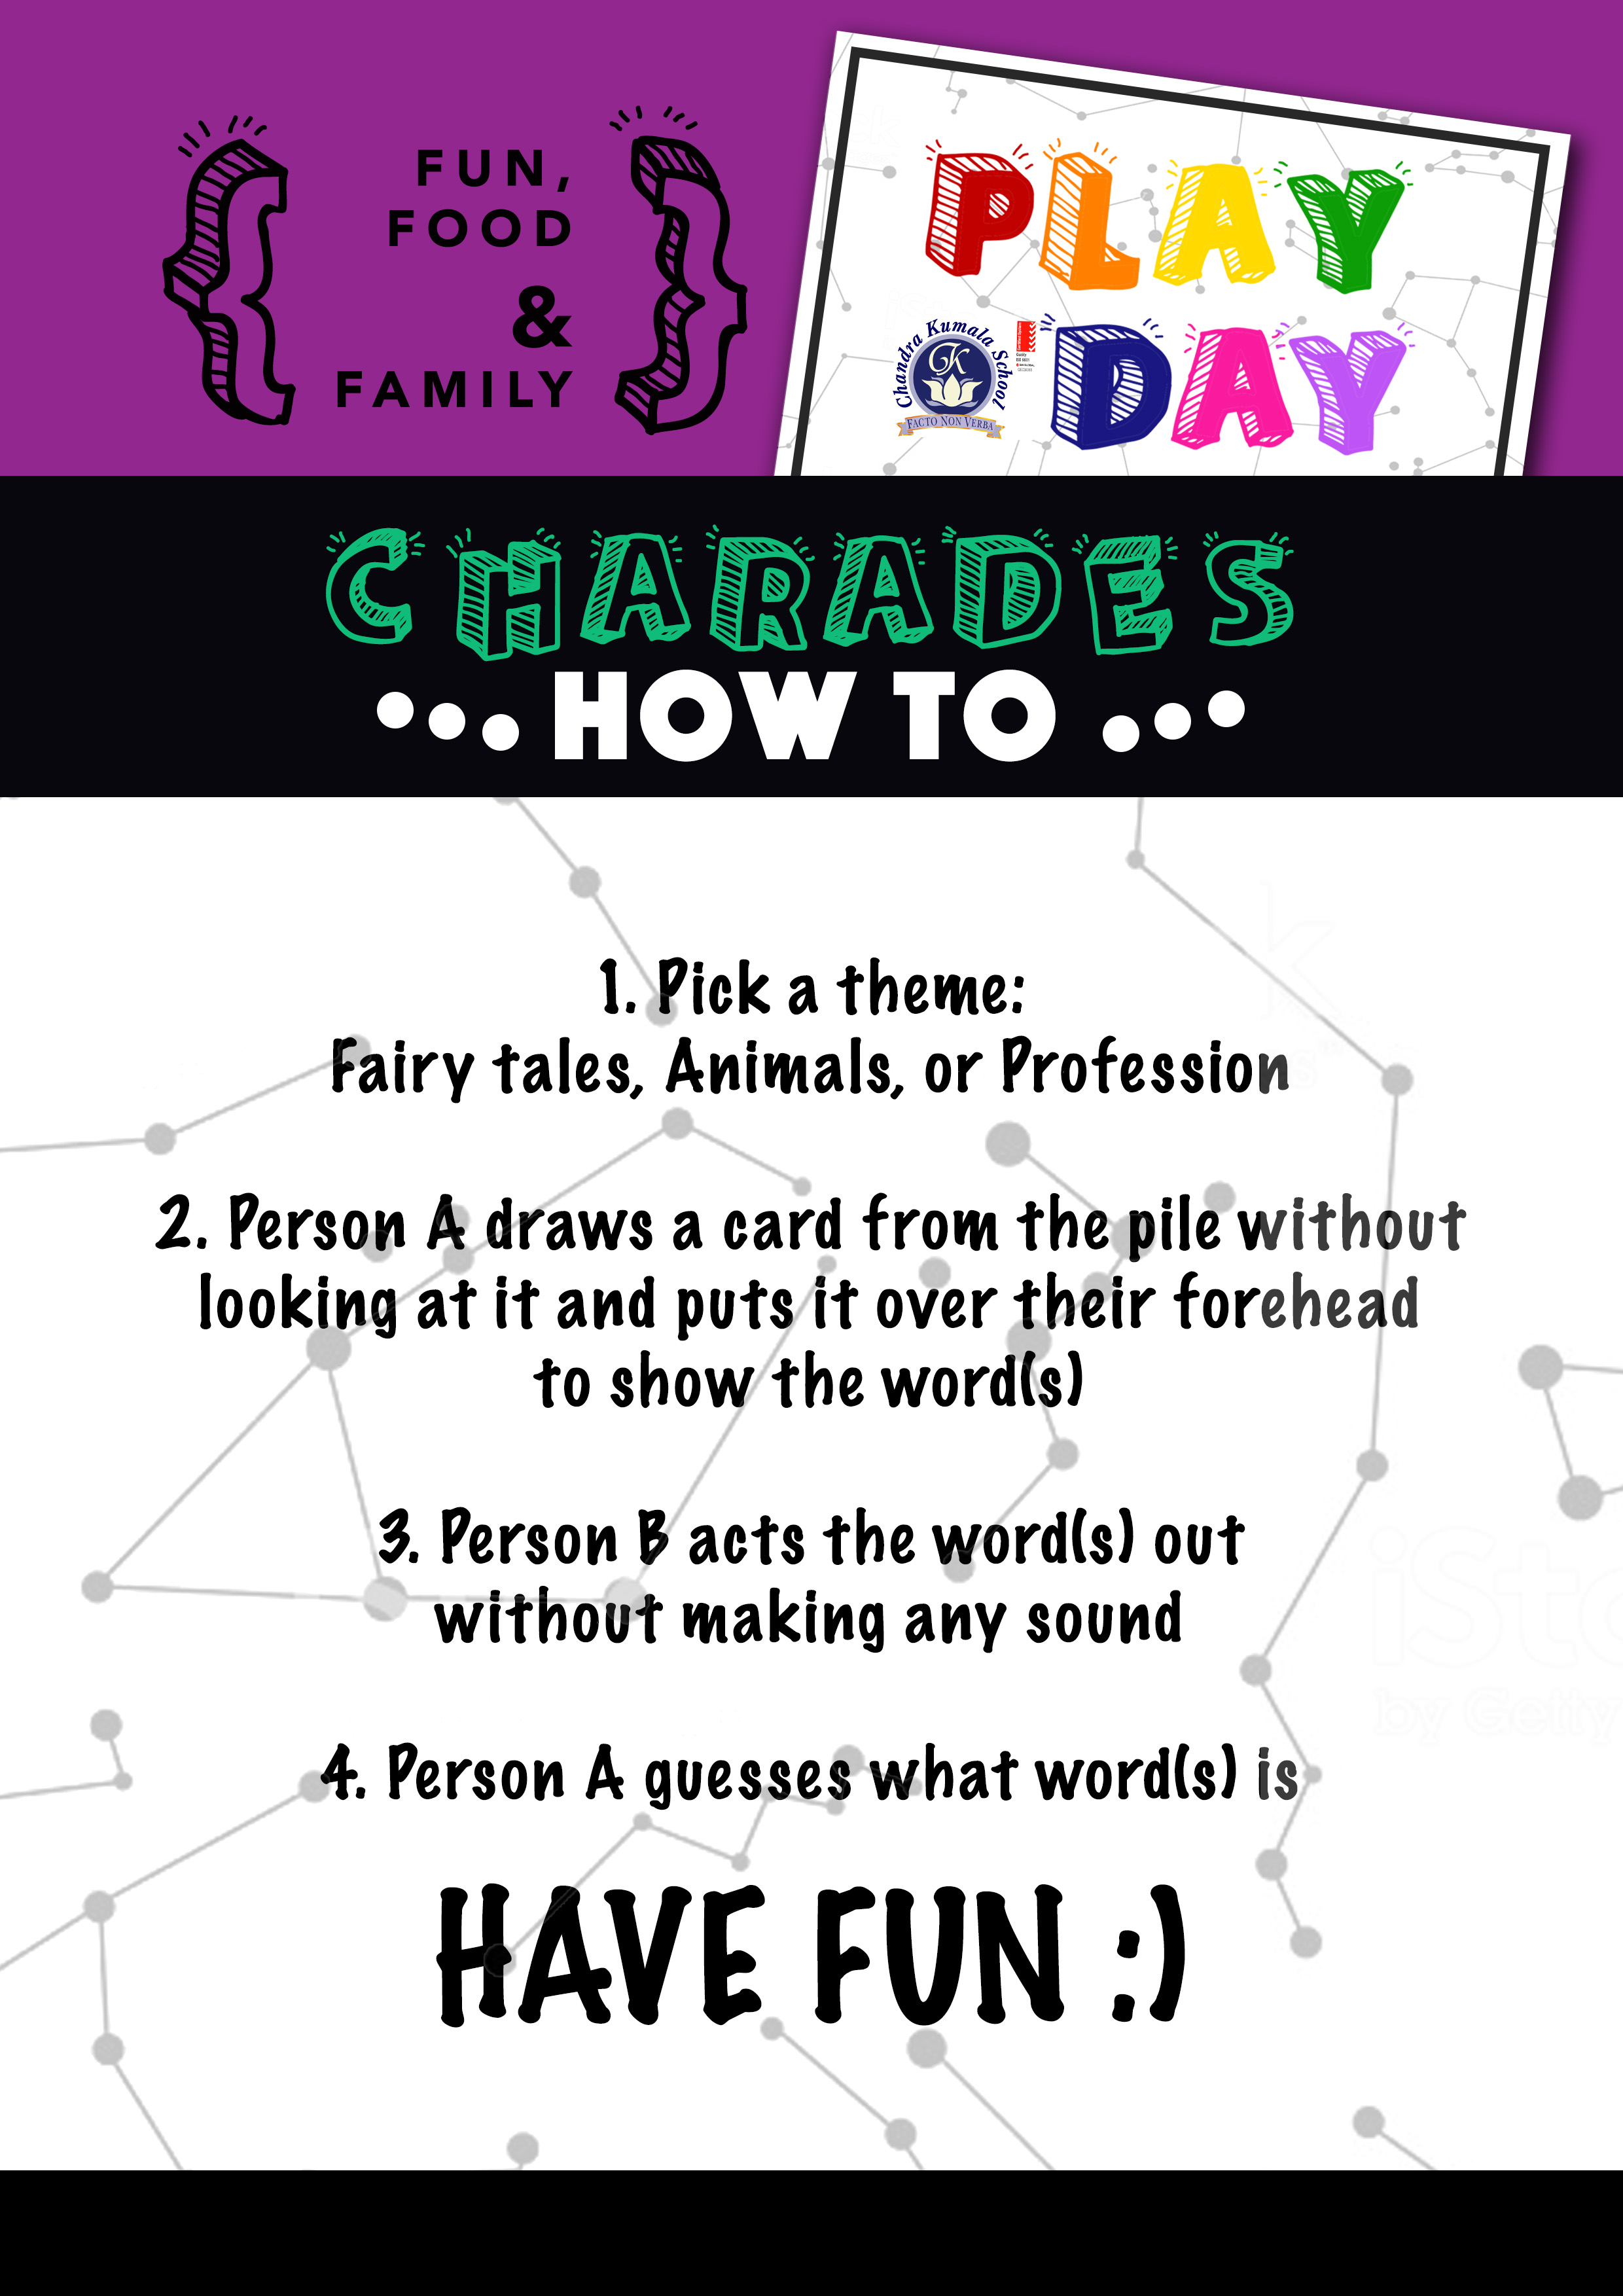 FUN,
FOOD
&
FAMILY
PLAY
DAY
Chandra Kumala School
CK
FACTO NON VERBA
CHARADES
HOW TO
1. Pick a theme:
Fairy tales, Animals, or Profession
2. Person A draws a card from the pile without
looking at it and puts it over their forehead
to show the word(s)
3. Person B acts the word(s) out
without making any sound
4. Person A guesses what word(s) is
HAVE FUN :)
iSto
by Getty